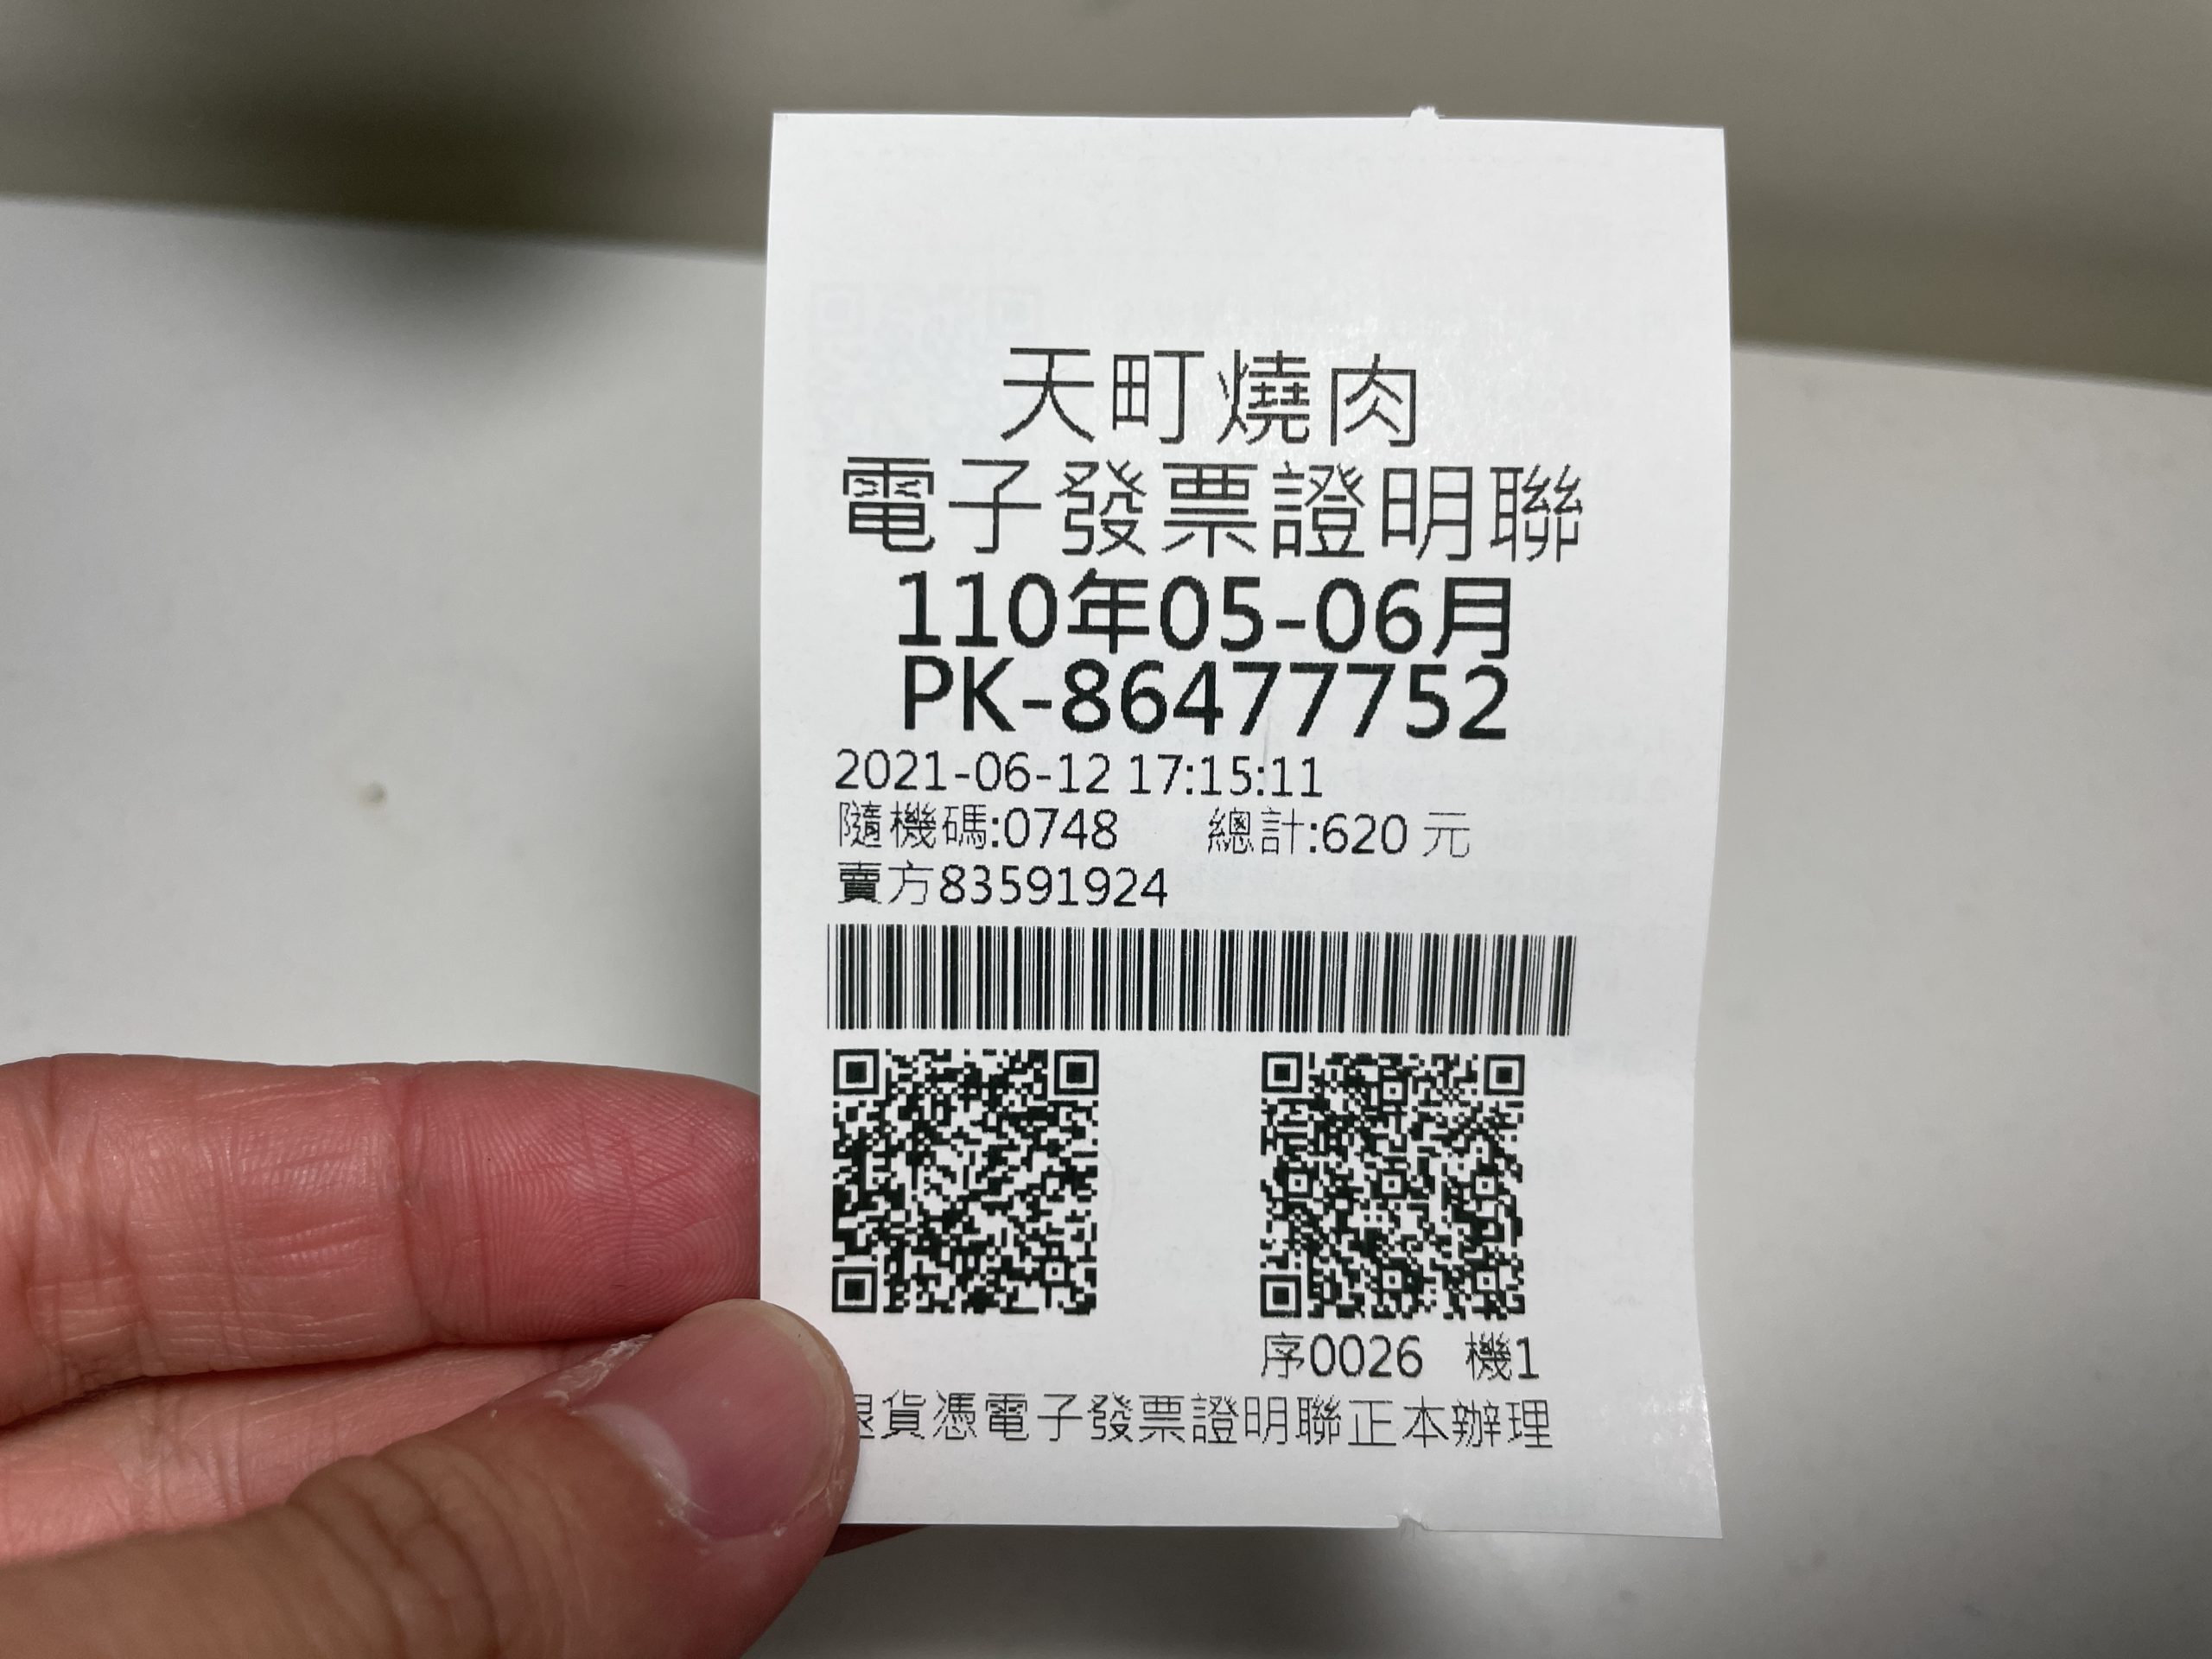 天町燒肉
電子發票證明聯
110年05-06月
PK-86477752
2021-06-12 17:15:11
隨機碼:0748 總計:620 元
賣方83591924
序0026 機1
退貨憑電子發票證明聯正本辦理